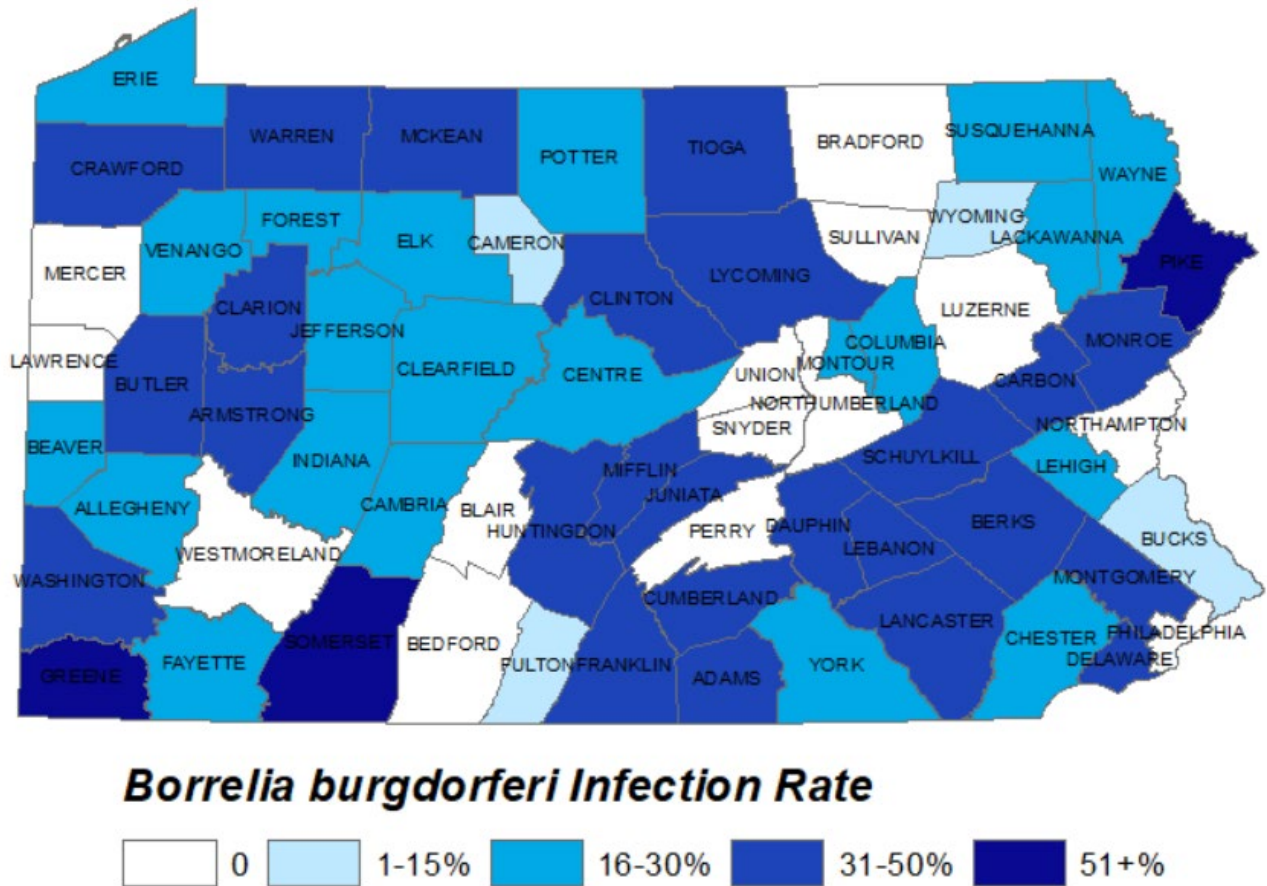 ERIE
WARREN
MCKEAN
POTTER
TIOGA
BRADFORD
SUSQUEHANNA
WAYNE
CRAWFORD
FOREST
VENANGO
ELK
CAMERON
WYOMING
SULLIVAN
LACKAWANNA
PIKE
MERCER
CLARION
CLINTON
LYCOMING
LUZERNE
JEFFERSON
MONTOUR
COLUMBIA
MONROE
LAWRENCE
BUTLER
CLEARFIELD
CENTRE
UNION
CARBON
ARMSTRONG
NORTHUMBERLAND
NORTHAMPTON
SNYDER
BEAVER
INDIANA
MIFFLIN
SCHUYLKILL
LEHIGH
ALLEGHENY
CAMBRIA
BLAIR
JUNIATA
HUNTINGDON
PERRY
DAUPHIN
BERKS
BUCKS
WESTMORELAND
LEBANON
WASHINGTON
MONTGOMERY
CUMBERLAND
LANCASTER
SOMERSET
BEDFORD
CHESTER
PHILADELPHIA
GREENE
FAYETTE
FULTON
FRANKLIN
ADAMS
YORK
DELAWARE
Borrelia burgdorferi Infection Rate
0 1-15% 16-30% 31-50% 51+%